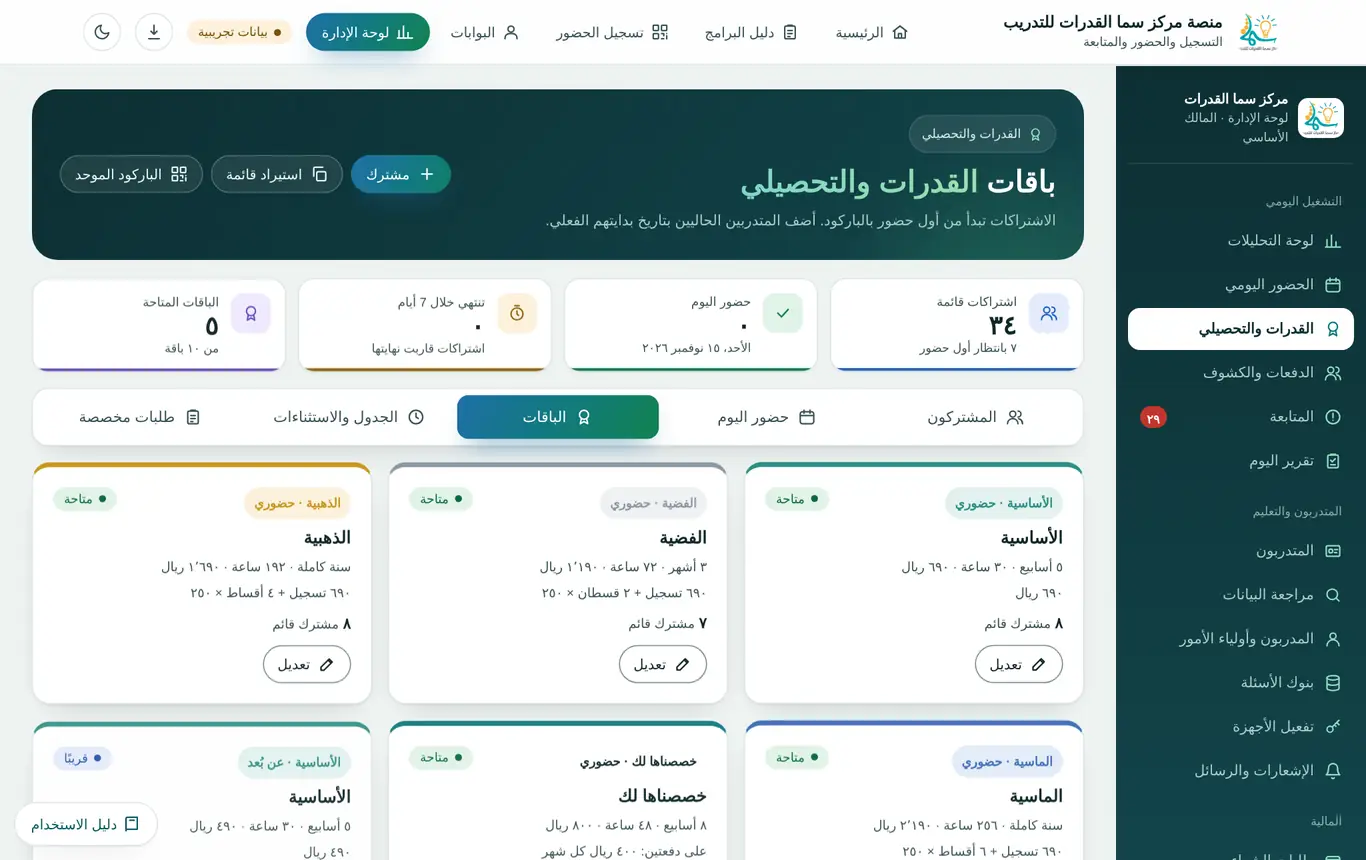 منصة مركز سما القدرات للتدريب
التسجيل والحضور والمتابعة
الرئيسية
دليل البرامج
تسجيل الحضور
البوابات
لوحة الإدارة
بيانات تجريبية
مركز سما القدرات
لوحة الإدارة · المالك
الأساسي
التشغيل اليومي
لوحة التحليلات
الحضور اليومي
القدرات والتحصيلي
الدفعات والكشوف
المتابعة
٢٩
تقرير اليوم
المتدربون والتعليم
المتدربون
مراجعة البيانات
المدربون وأولياء الأمور
بنوك الأسئلة
تفعيل الأجهزة
الإشعارات والرسائل
المالية
القدرات والتحصيلي
باقات القدرات والتحصيلي
الاشتراكات تبدأ من أول حضور بالباركود. أضف المتدربين الحاليين بتاريخ بدايتهم الفعلي.
مشترك
استيراد قائمة
الباركود الموحد
اشتراكات قائمة
٣٤
٧ بانتظار أول حضور
حضور اليوم
٠
الأحد، ١٥ نوفمبر ٢٠٢٦
تنتهي خلال 7 أيام
٠
اشتراكات قاربت نهايتها
الباقات المتاحة
٥
من ١٠ باقة
المشتركون
حضور اليوم
الباقات
الجدول والاستثناءات
طلبات مخصصة
الأساسية · حضوري
متاحة
الأساسية
٥ أسابيع · ٣٠ ساعة · ٦٩٠ ريال
٦٩٠ ريال
٨ مشترك قائم
تعديل
الفضية · حضوري
متاحة
الفضية
٣ أشهر · ٧٢ ساعة · ١٬١٩٠ ريال
٦٩٠ تسجيل + ٢ قسطان × ٢٥٠
٧ مشترك قائم
تعديل
الذهبية · حضوري
متاحة
الذهبية
سنة كاملة · ١٩٢ ساعة · ١٬٦٩٠ ريال
٦٩٠ تسجيل + ٤ أقساط × ٢٥٠
٨ مشترك قائم
تعديل
الماسية · حضوري
متاحة
الماسية
سنة كاملة · ٢٥٦ ساعة · ٢٬١٩٠ ريال
٦٩٠ تسجيل + ٦ أقساط × ٢٥٠
خصصناها لك · حضوري
متاحة
خصصناها لك
٨ أسابيع · ٤٨ ساعة · ٨٠٠ ريال
على دفعتين: ٤٠٠ ريال كل شهر
الأساسية · عن بُعد
قريبًا
الأساسية
٥ أسابيع · ٣٠ ساعة · ٤٩٠ ريال
٤٩٠ ريال
دليل الاستخدام